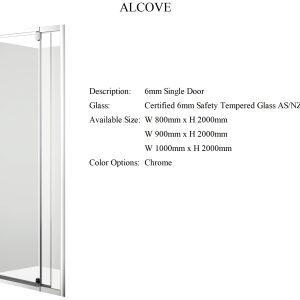 ALCOVE
Description: 6mm Single Door
Glass: Certified 6mm Safety Tempered Glass AS/NZ
Available Size: W 800mm x H 2000mm
W 900mm x H 2000mm
W 1000mm x H 2000mm
Color Options: Chrome